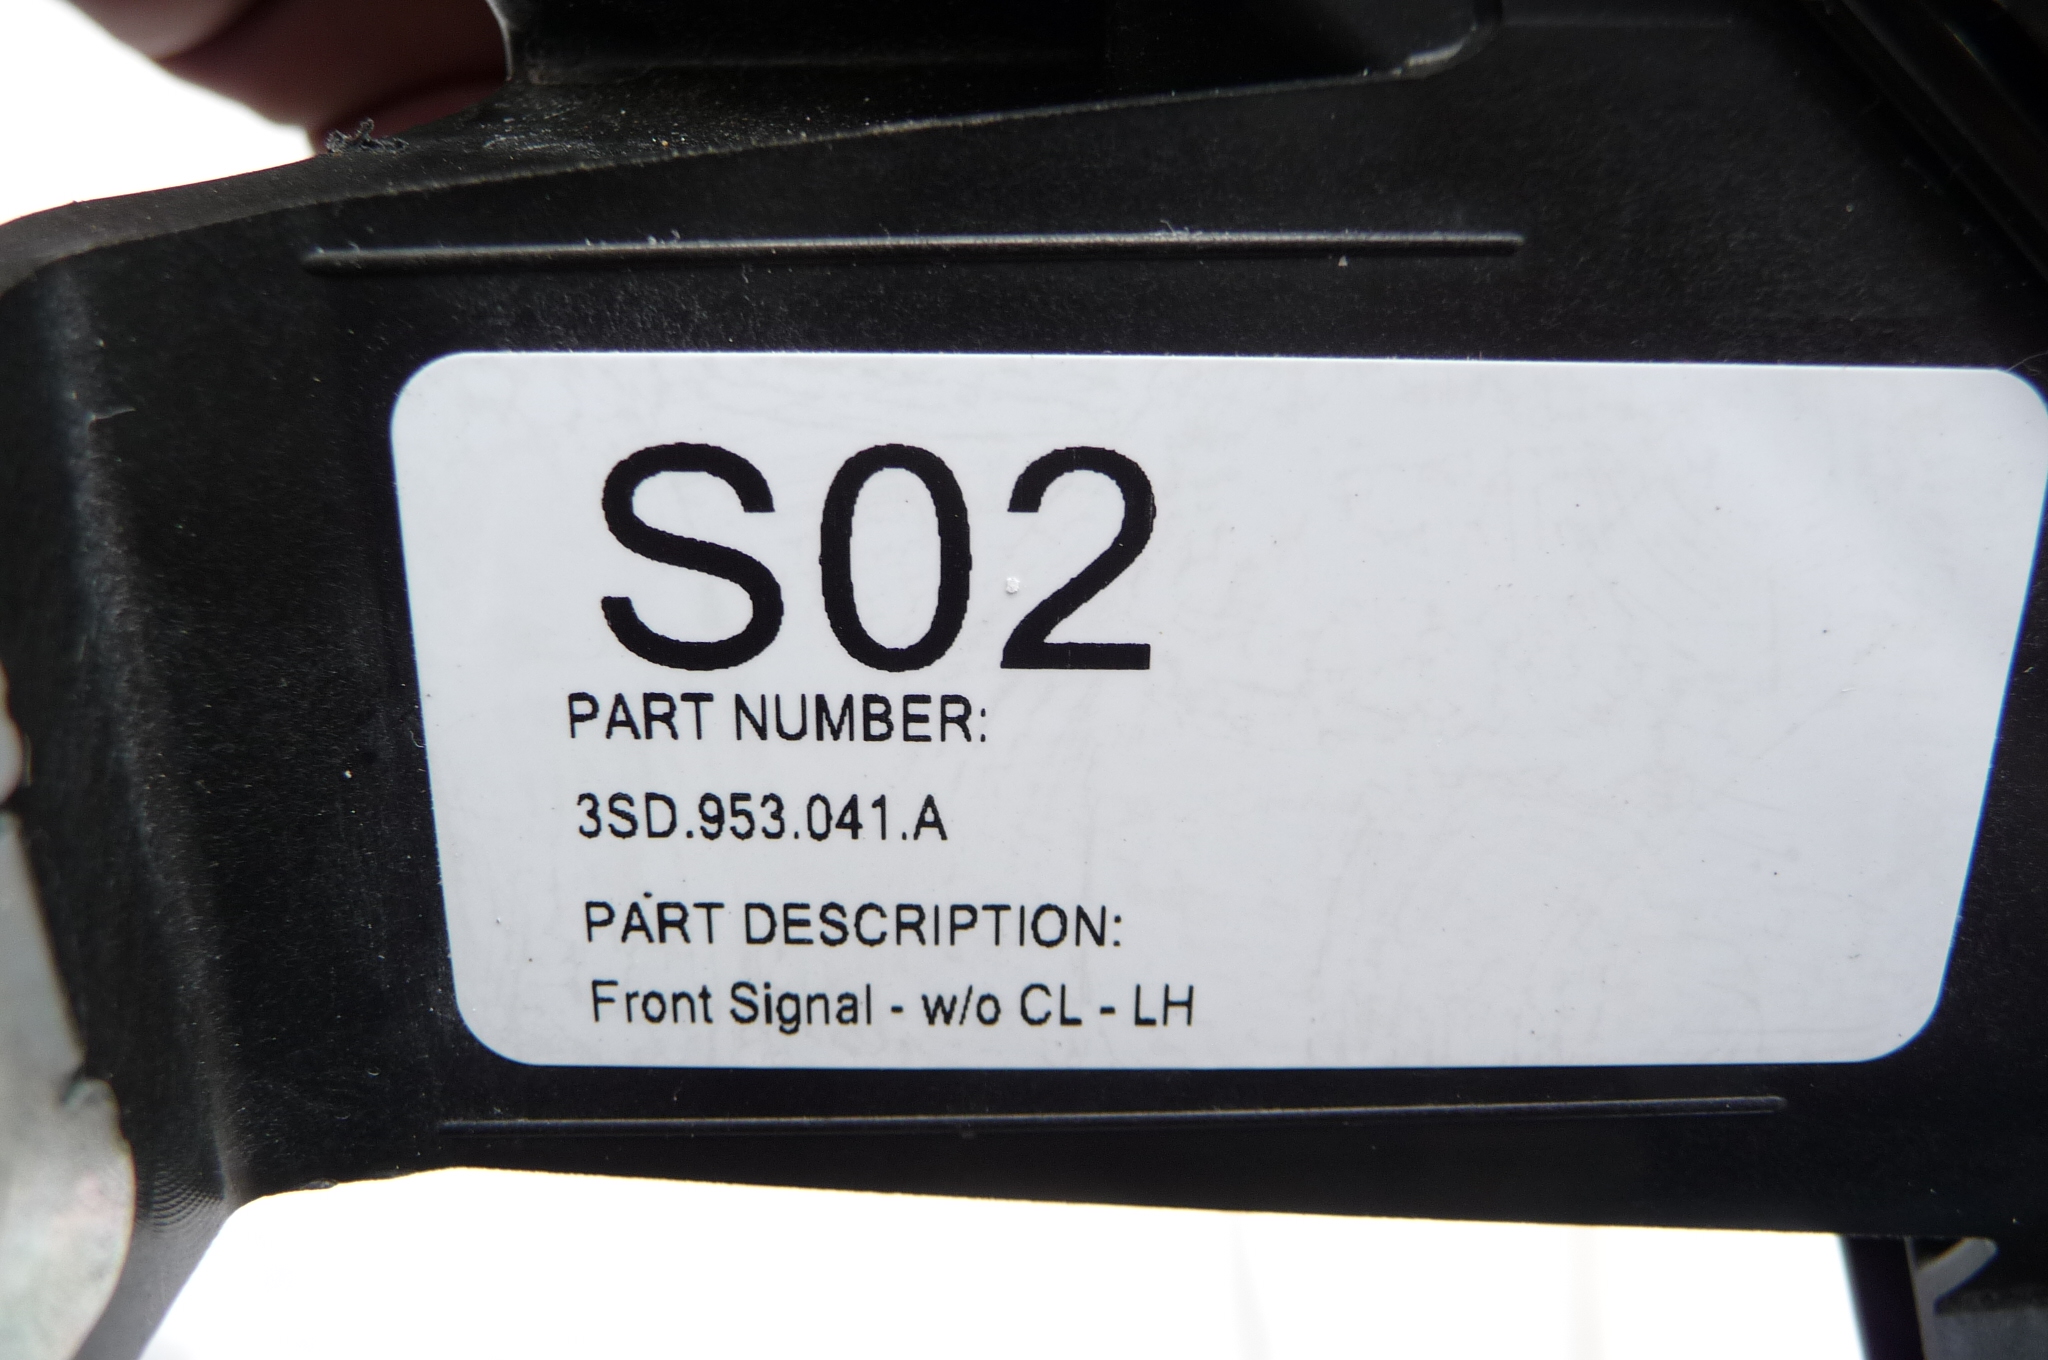 S02
PART NUMBER:
3SD.953.041.A
PART DESCRIPTION:
Front Signal - w/o CL - LH